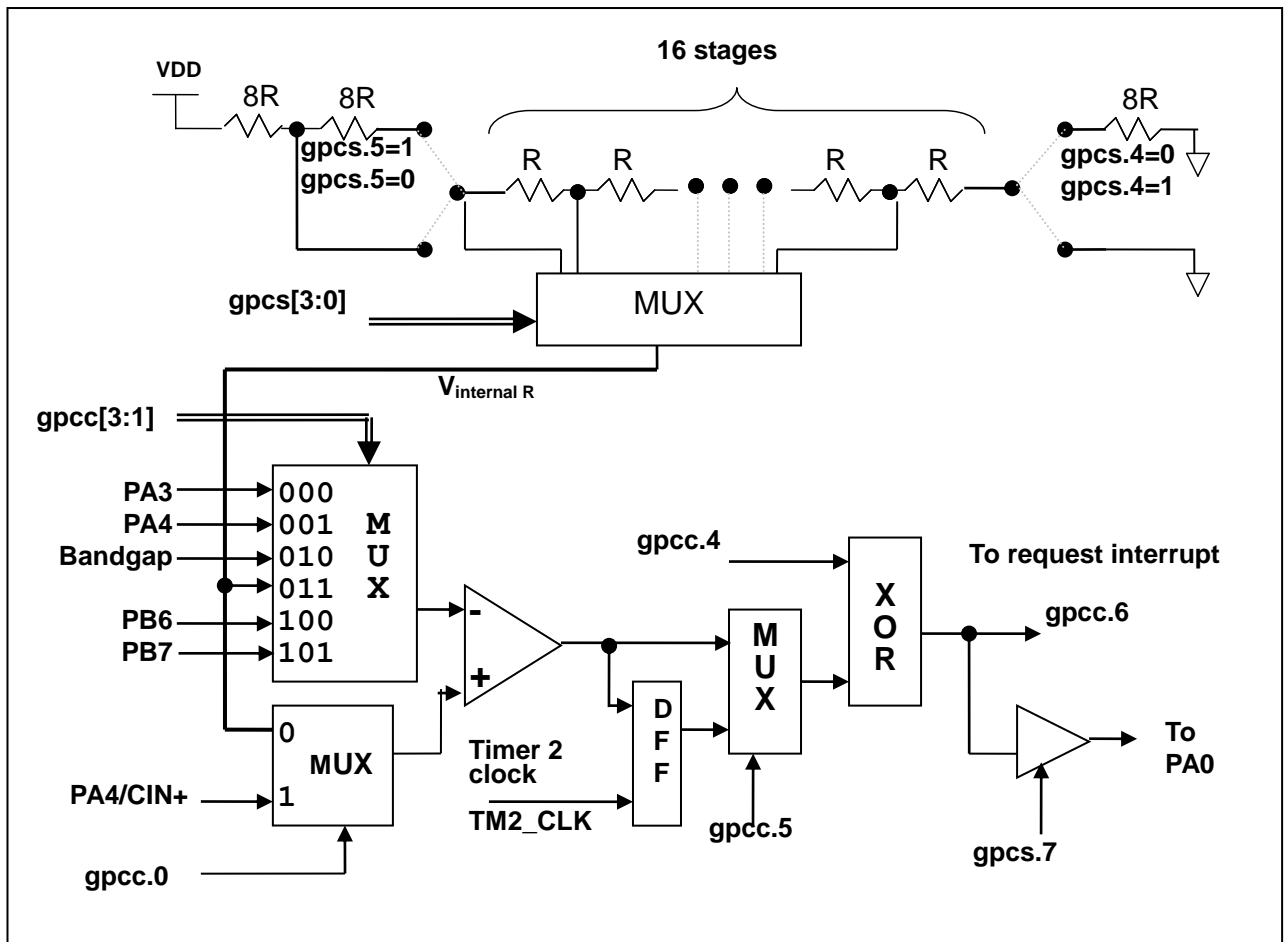 16 stages
VDD
8R
8R
8R
gpcs.5=1
gpcs.5=0
R
R
R
R
gpcs.4=0
gpcs.4=1
gpcs[3:0]
MUX
Vinternal R
gpcc[3:1]
PA3
000
PA4
001
Bandgap
010
011
PB6
100
PB7
101
M
U
X
-
+
gpcc.4
X
O
R
To request interrupt
gpcc.6
M
U
X
D
F
F
Timer 2
clock
TM2_CLK
gpcc.5
To
PA0
gpcs.7
0
MUX
PA4/CIN+
1
gpcc.0